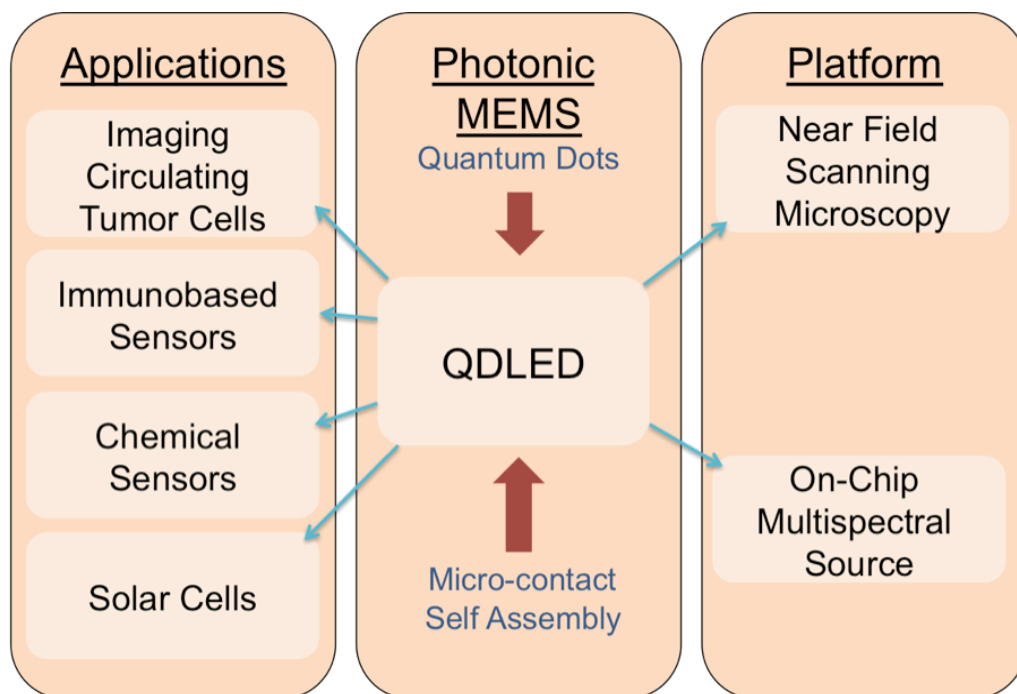 Applications
Imaging
Circulating
Tumor Cells
Immunobased
Sensors
Chemical
Sensors
Solar Cells
Photonic
MEMS
Quantum Dots
QDLED
Micro-contact
Self Assembly
Platform
Near Field
Scanning
Microscopy
On-Chip
Multispectral
Source